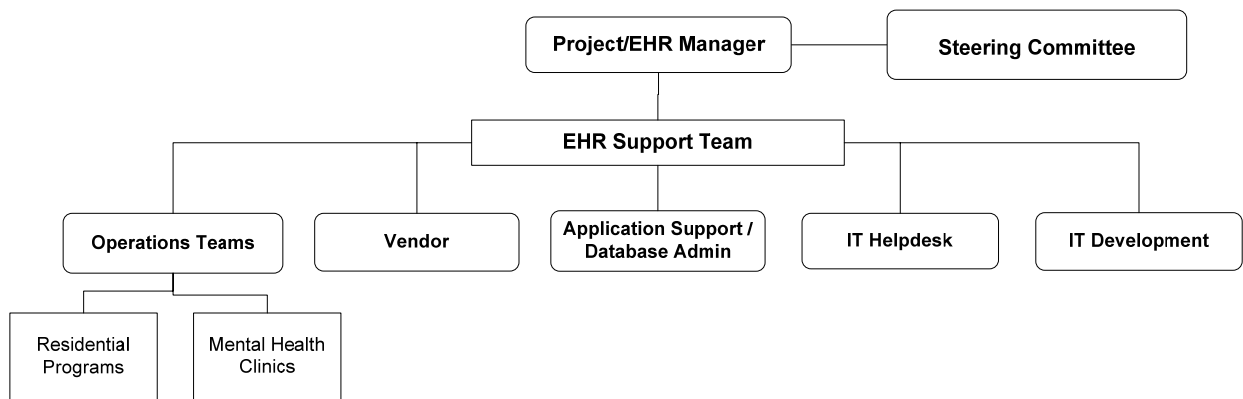 Project/EHR Manager
Steering Committee
EHR Support Team
Operations Teams
Vendor
Application Support /
Database Admin
IT Helpdesk
IT Development
Residential
Programs
Mental Health
Clinics